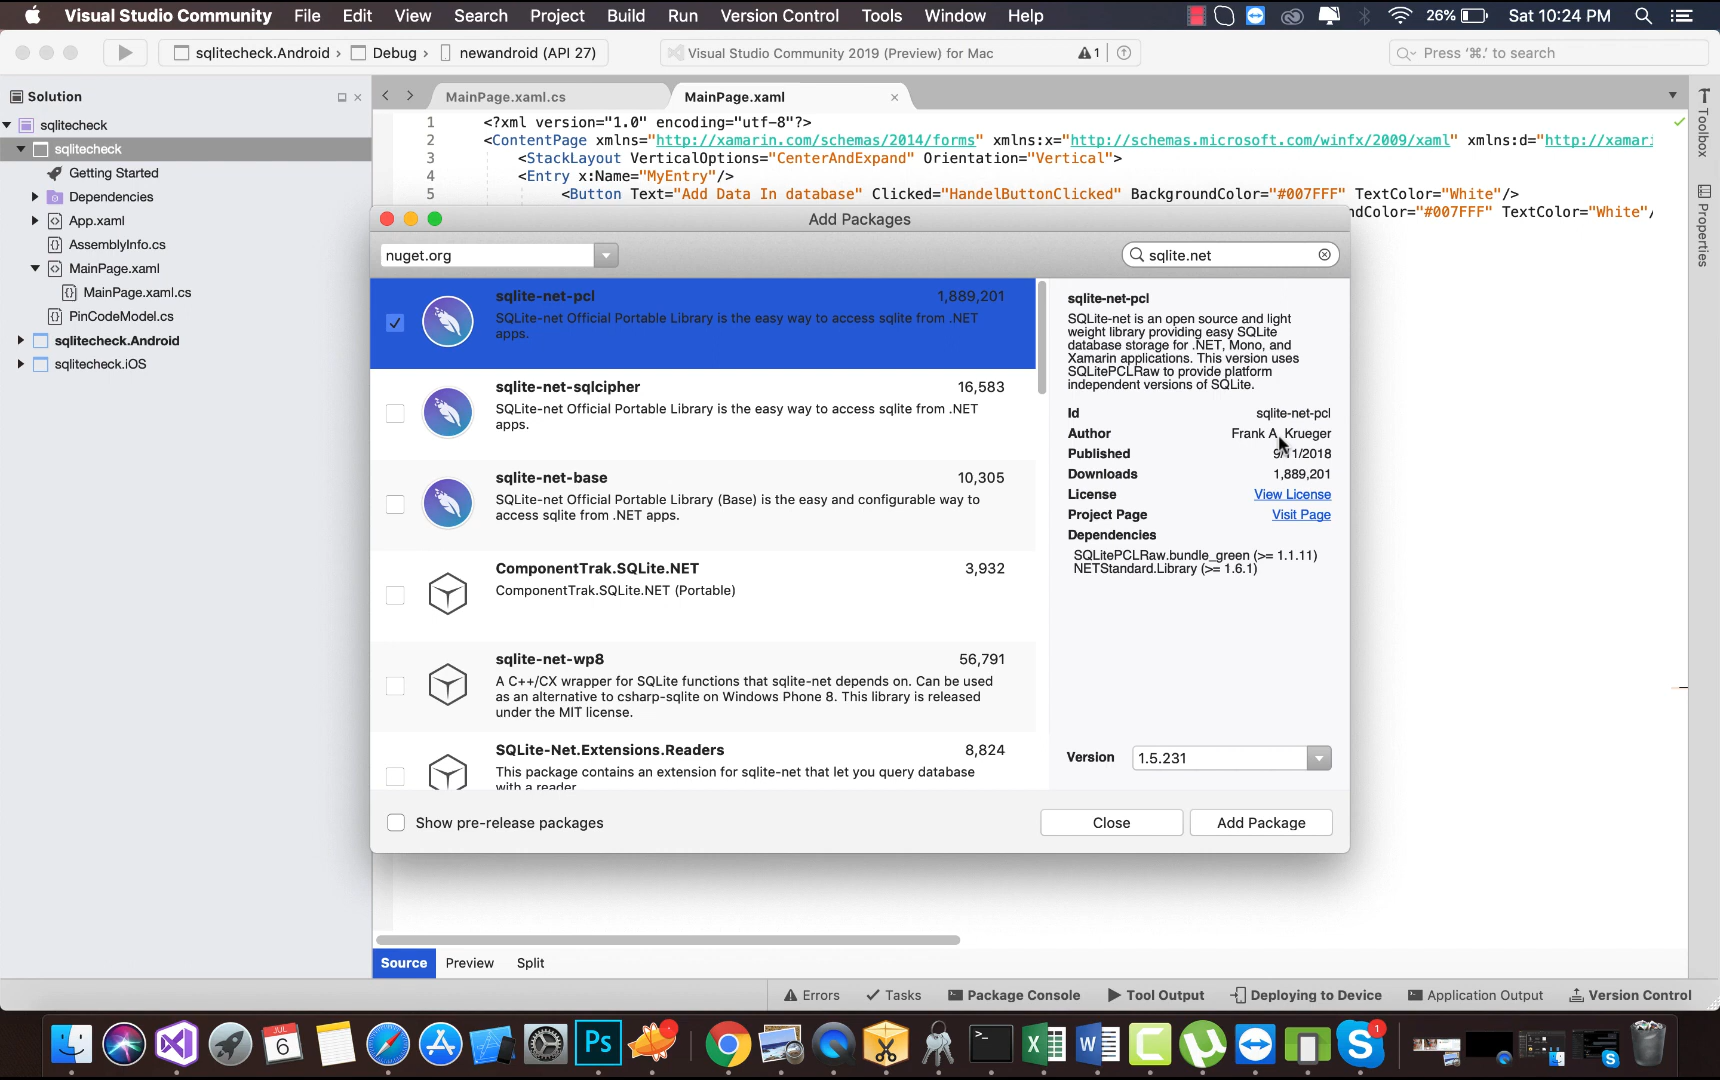 Visual Studio Community File Edit View Search Project Build Run Version Control Tools Window Help 26% Sat 10:24 PM
sqlitecheck.Android › Debug › newandroid (API 27) Visual Studio Community 2019 (Preview) for Mac 1 Press ‘⌘.’ to search
Solution
MainPage.xaml.cs MainPage.xaml
sqlitecheck
sqlitecheck
Getting Started
Dependencies
App.xaml
AssemblyInfo.cs
MainPage.xaml
MainPage.xaml.cs
PinCodeModel.cs
sqlitecheck.Android
sqlitecheck.iOS
1 <?xml version="1.0" encoding="utf-8"?>
2 <ContentPage xmlns="http://xamarin.com/schemas/2014/forms" xmlns:x="http://schemas.microsoft.com/winfx/2009/xaml" xmlns:d="http://xamari
3 <StackLayout VerticalOptions="CenterAndExpand" Orientation="Vertical">
4 <Entry x:Name="MyEntry"/>
5 <Button Text="Add Data In database" Clicked="HandelButtonClicked" BackgroundColor="#007FFF" TextColor="White"/>
ndColor="#007FFF" TextColor="White"/
Toolbox
Properties
Add Packages
nuget.org
sqlite.net
sqlite-net-pcl 1,889,201
SQLite-net Official Portable Library is the easy way to access sqlite from .NET
apps.
sqlite-net-sqlcipher 16,583
SQLite-net Official Portable Library is the easy way to access sqlite from .NET
apps.
sqlite-net-base 10,305
SQLite-net Official Portable Library (Base) is the easy and configurable way to
access sqlite from .NET apps.
ComponentTrak.SQLite.NET 3,932
ComponentTrak.SQLite.NET (Portable)
sqlite-net-wp8 56,791
A C++/CX wrapper for SQLite functions that sqlite-net depends on. Can be used
as an alternative to csharp-sqlite on Windows Phone 8. This library is released
under the MIT license.
SQLite-Net.Extensions.Readers 8,824
This package contains an extension for sqlite-net that let you query database
with a reader
sqlite-net-pcl
SQLite-net is an open source and light
weight library providing easy SQLite
database storage for .NET, Mono, and
Xamarin applications. This version uses
SQLitePCLRaw to provide platform
independent versions of SQLite.
Id sqlite-net-pcl
Author Frank A. Krueger
Published 9/11/2018
Downloads 1,889,201
License View License
Project Page Visit Page
Dependencies
SQLitePCLRaw.bundle_green (>= 1.1.11)
NETStandard.Library (>= 1.6.1)
Version 1.5.231
Show pre-release packages
Close Add Package
Source Preview Split
Errors Tasks Package Console Tool Output Deploying to Device Application Output Version Control
JUL
6
Ps
1